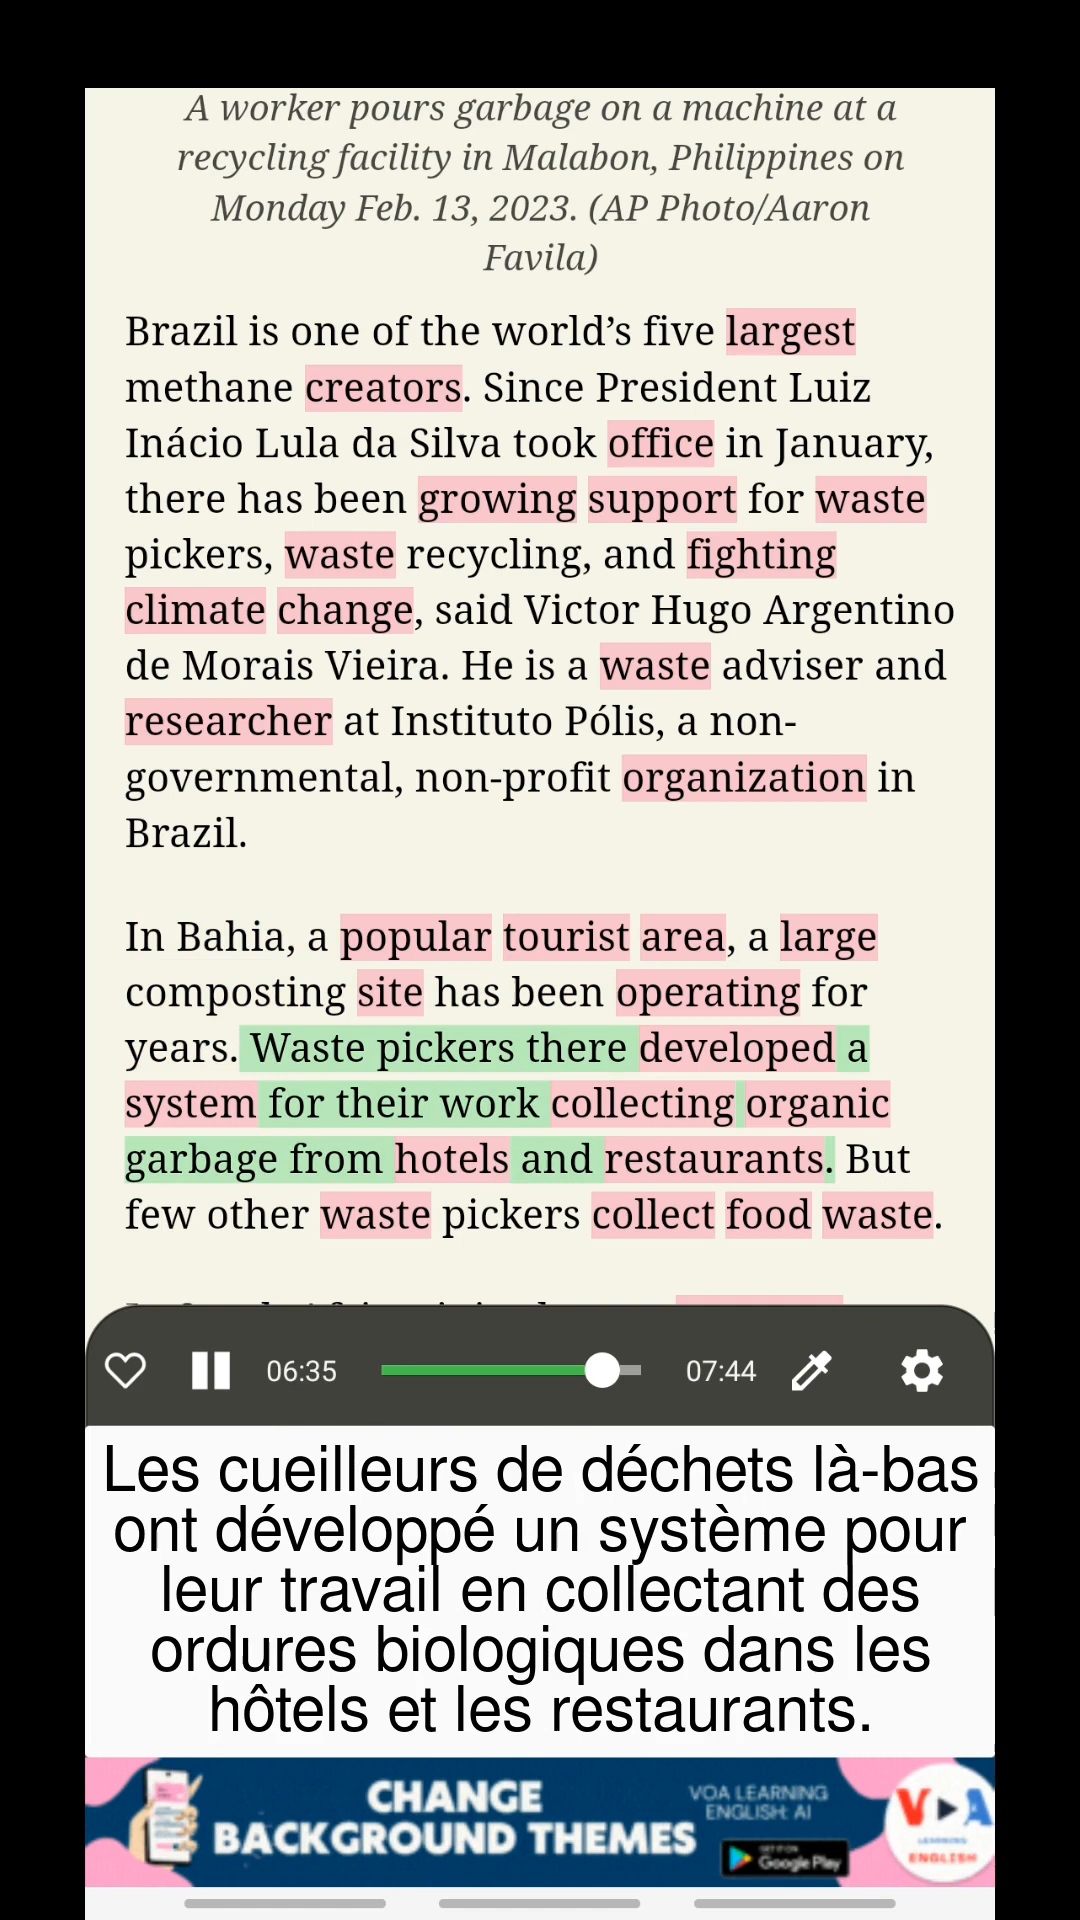 A worker pours garbage on a machine at a
recycling facility in Malabon, Philippines on
Monday Feb. 13, 2023. (AP Photo/Aaron
Favila)
Brazil is one of the world’s five largest
methane creators. Since President Luiz
Inácio Lula da Silva took office in January,
there has been growing support for waste
pickers, waste recycling, and fighting
climate change, said Victor Hugo Argentino
de Morais Vieira. He is a waste adviser and
researcher at Instituto Pólis, a non-
governmental, non-profit organization in
Brazil.
In Bahia, a popular tourist area, a large
composting site has been operating for
years. Waste pickers there developed a
system for their work collecting organic
garbage from hotels and restaurants. But
few other waste pickers collect food waste.
06:35
07:44
Les cueilleurs de déchets là-bas
ont développé un système pour
leur travail en collectant des
ordures biologiques dans les
hôtels et les restaurants.
CHANGE
BACKGROUND THEMES
VOA LEARNING
ENGLISH: AI
GET IT ON
Google Play
VOA
LEARNING
ENGLISH